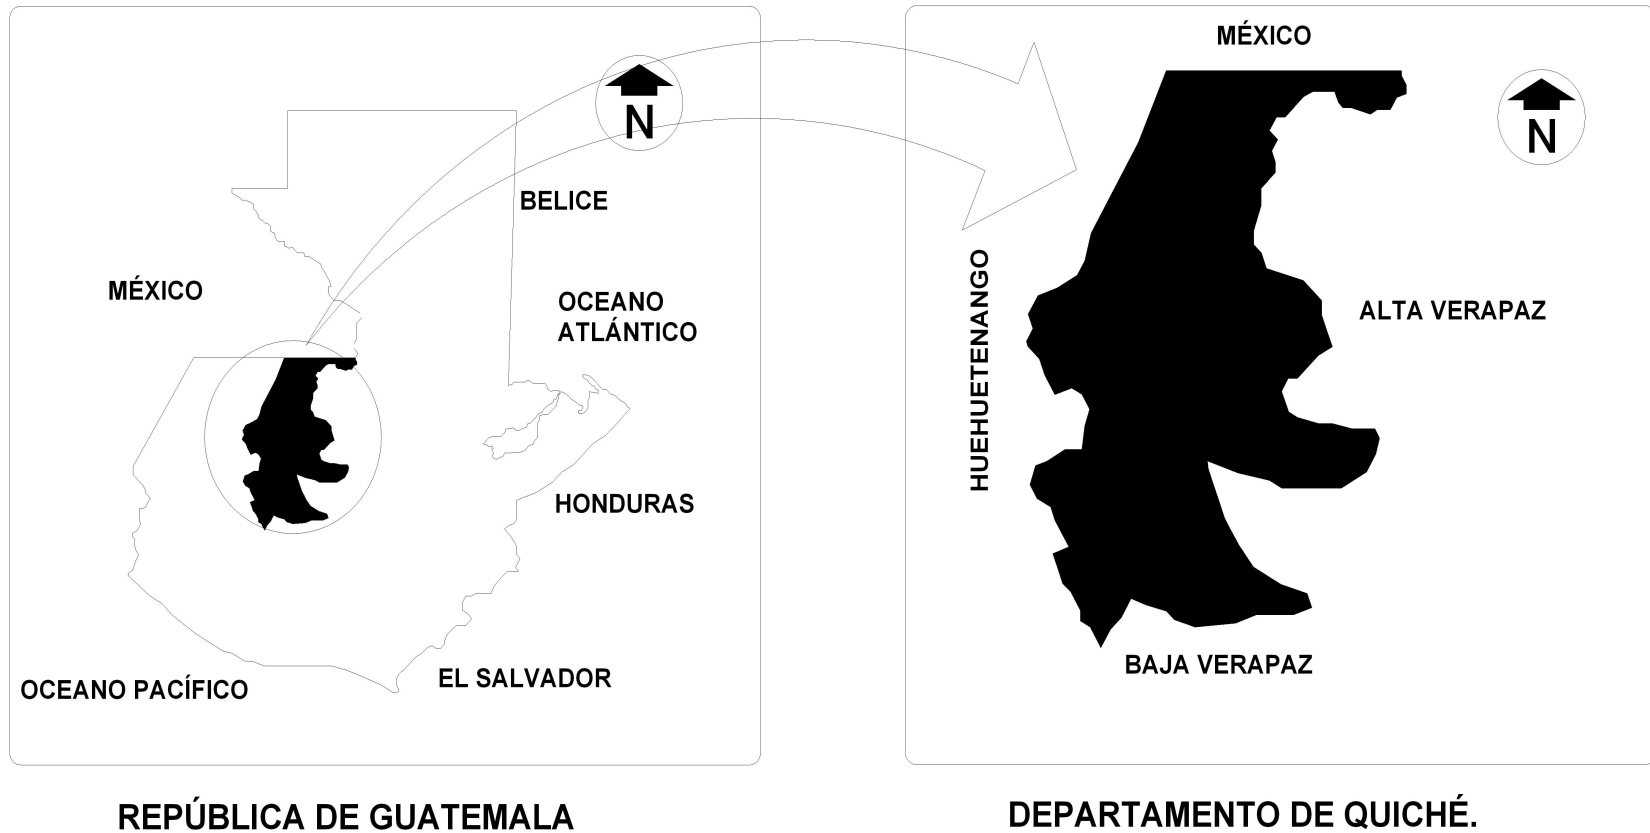 N
BELICE
MÉXICO
OCEANO
ATLÁNTICO
HONDURAS
EL SALVADOR
OCEANO PACÍFICO
REPÚBLICA DE GUATEMALA
MÉXICO
N
HUEHUETENANGO
ALTA VERAPAZ
BAJA VERAPAZ
DEPARTAMENTO DE QUICHÉ.